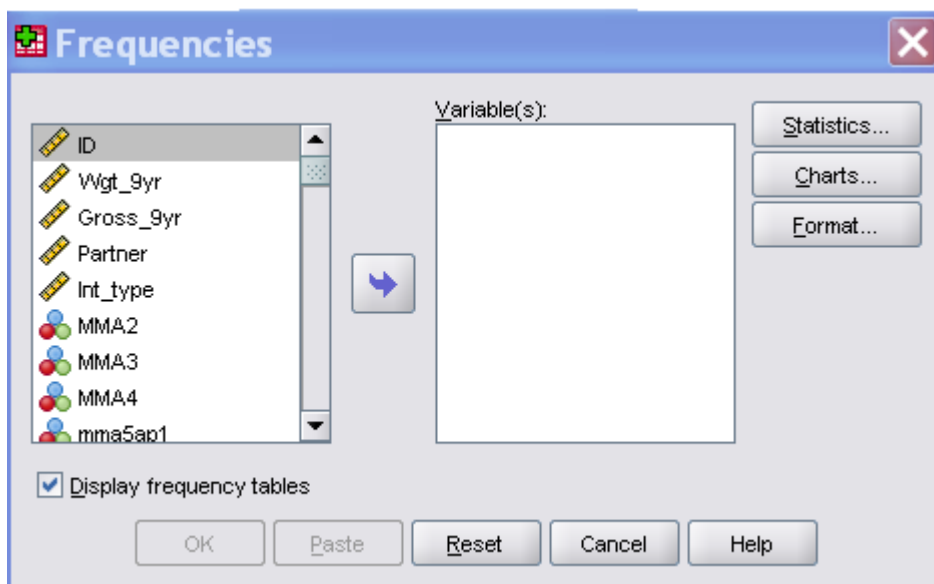 Frequencies
Variable(s):
ID
Wgt_9yr
Gross_9yr
Partner
Int_type
MMA2
MMA3
MMA4
mma5ap1
Statistics...
Charts...
Format...
Display frequency tables
OK
Paste
Reset
Cancel
Help